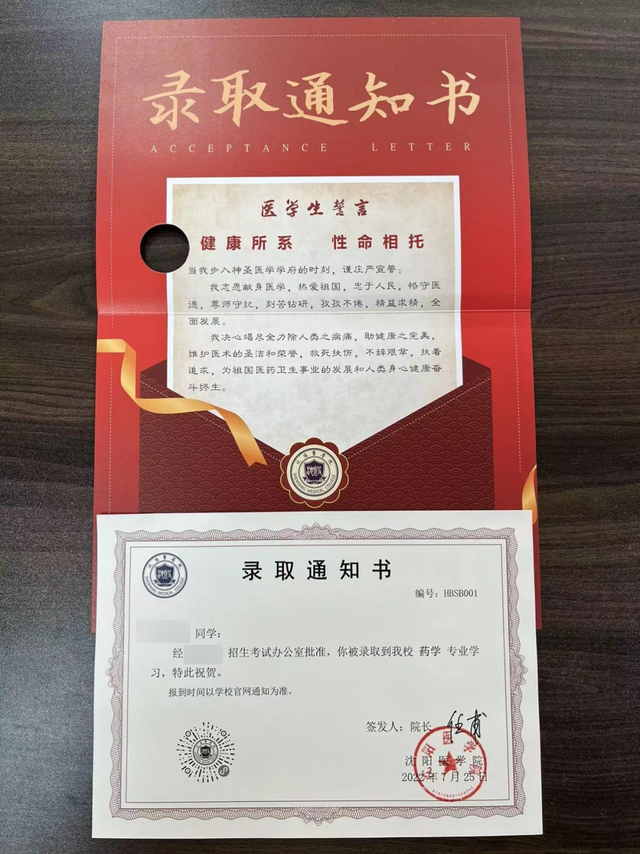 录取通知书
ACCEPTANCE LETTER
医学生誓言
健康所系 性命相托
当我步入神圣医学学府的时刻，谨庄严宣誓：
我志愿献身医学，热爱祖国，忠于人民，恪守医
德，尊师守纪，刻苦钻研，孜孜不倦，精益求精，全
面发展。
我决心竭尽全力除人类之病痛，助健康之完美，
维护医术的圣洁和荣誉，救死扶伤，不辞艰辛，执着
追求，为祖国医药卫生事业的发展和人类身心健康奋
斗终生。
沈阳医学院
SHENYANG MEDICAL COLLEGE
录取通知书
编号：HBSB001
同学：
经 招生考试办公室批准，你被录取到我校 药学 专业学
习，特此祝贺。
报到时间以学校官网通知为准。
签发人：院长
沈阳医学院
2022年7月25日